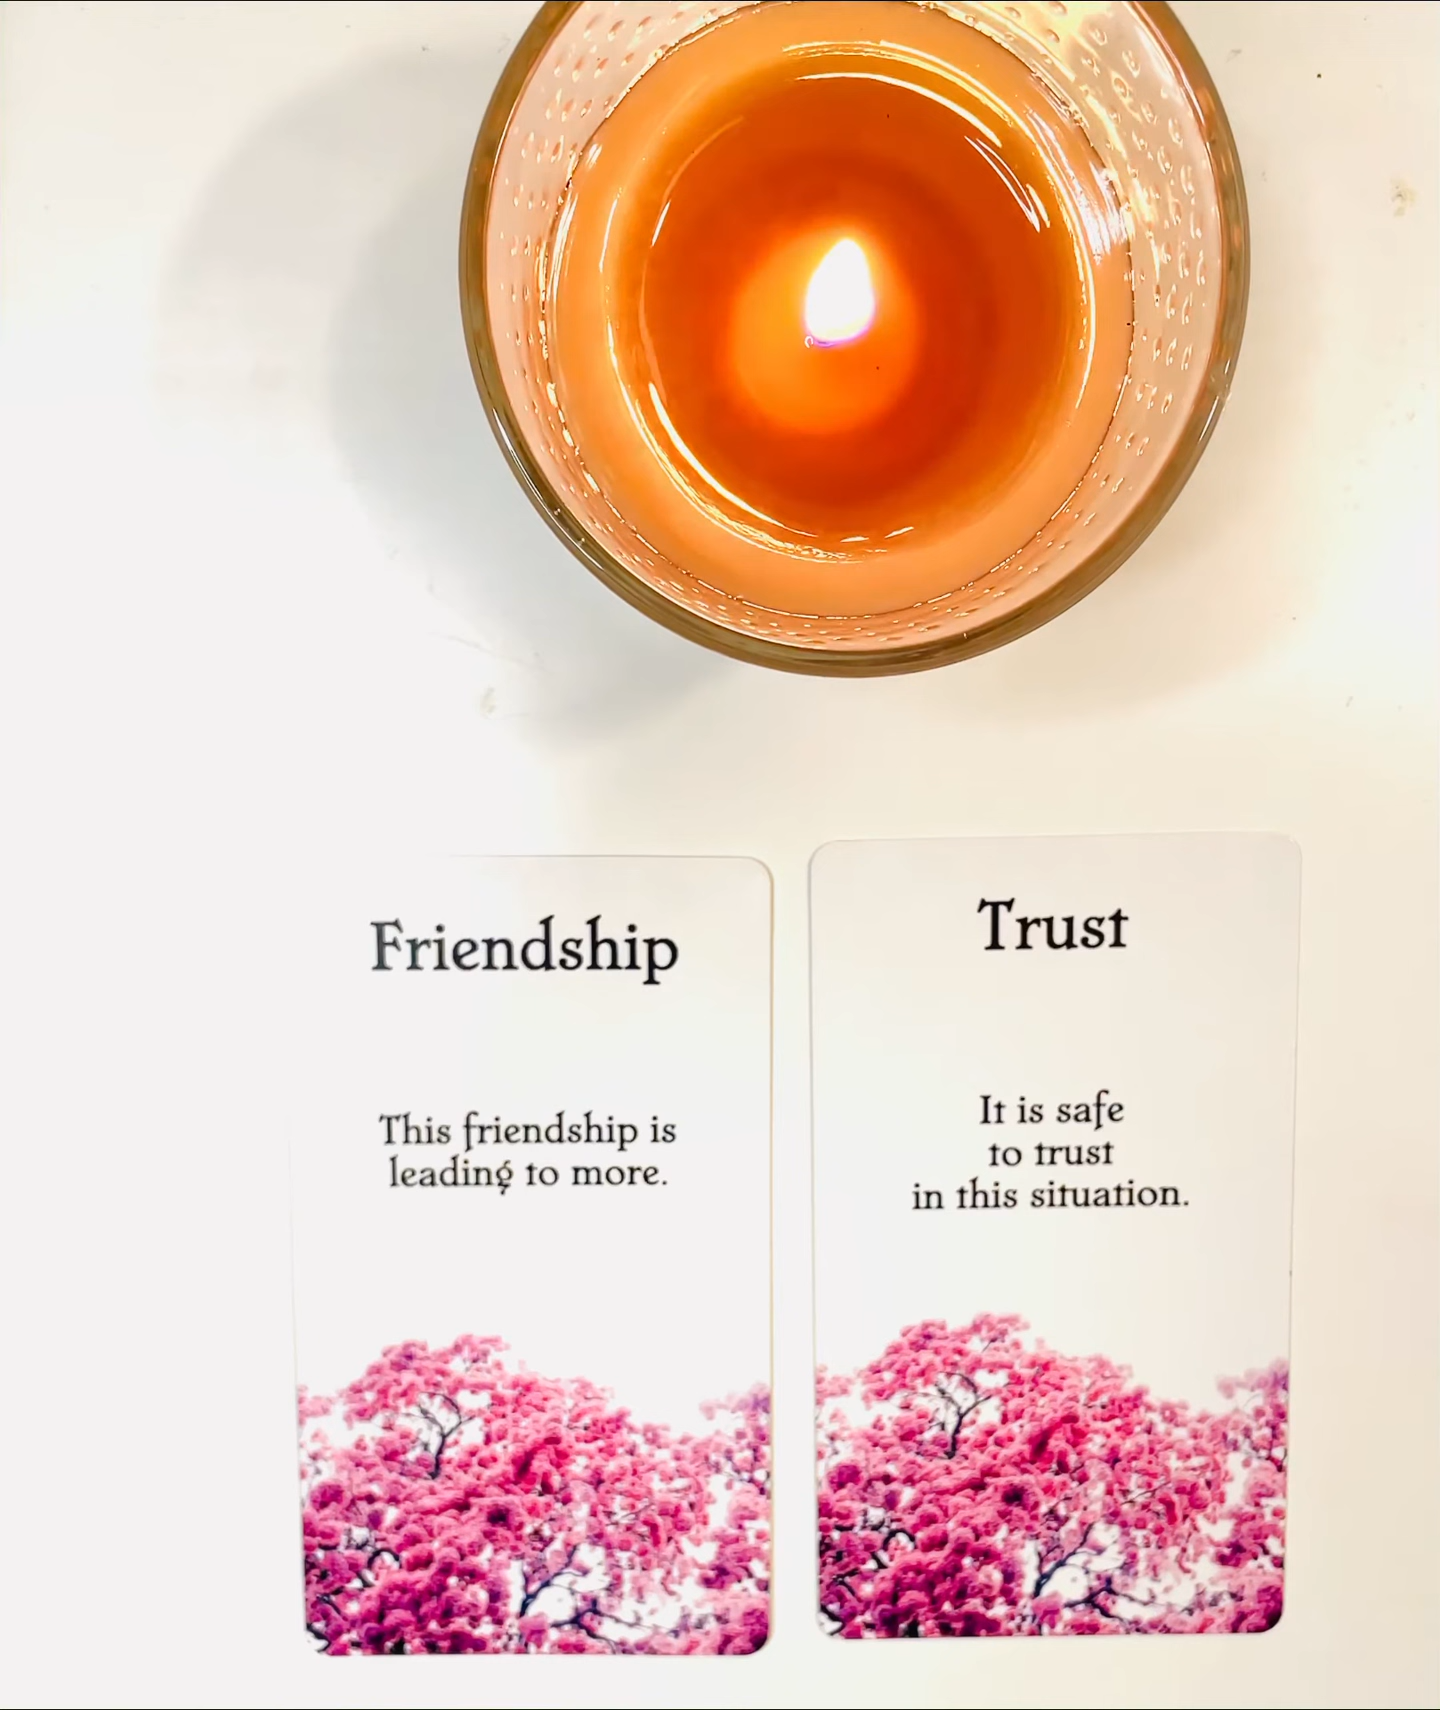 Friendship
This friendship is
leading to more.
Trust
It is safe
to trust
in this situation.